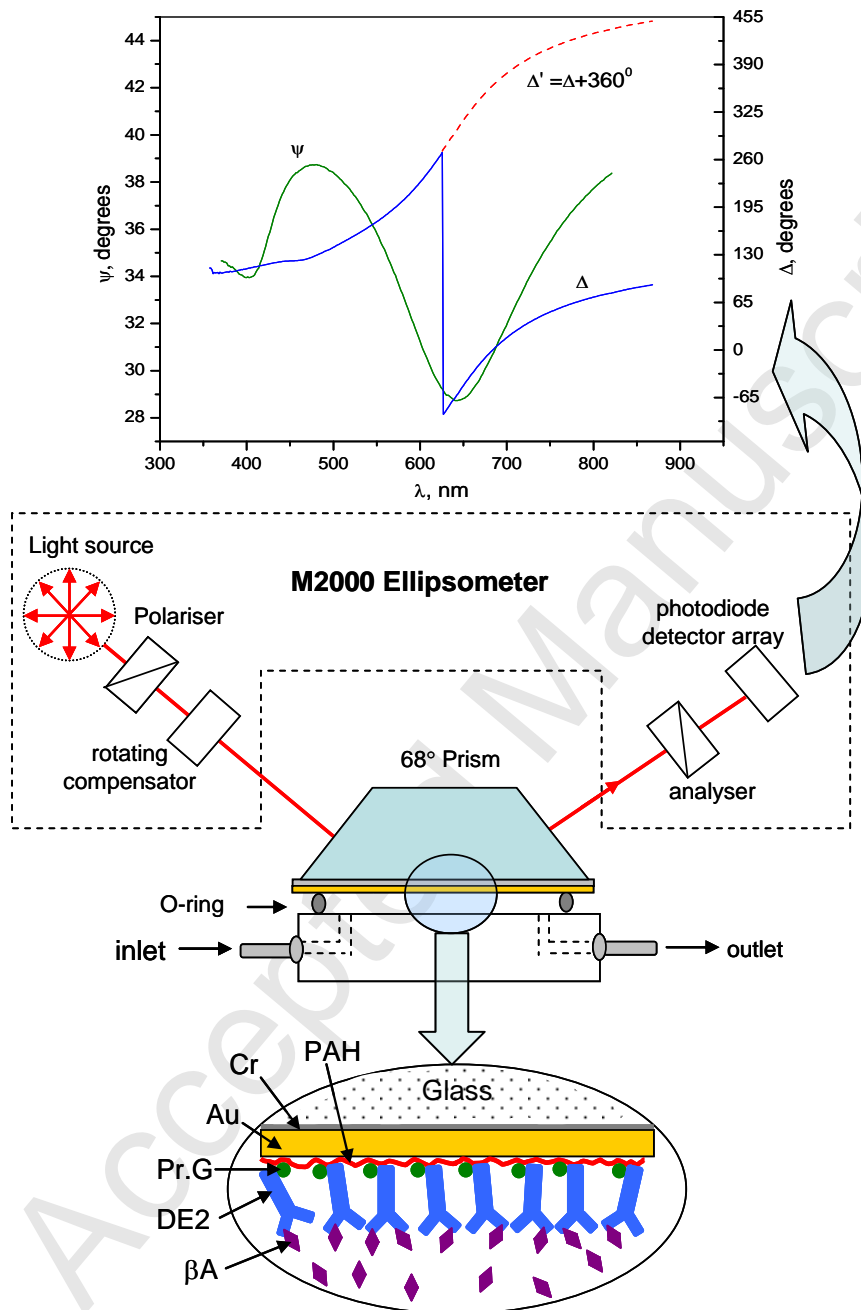 45
44
42
40
38
36
34
32
30
28
ψ, degrees
455
390
325
260
195
130
65
0
-65
Δ, degrees
Δ' =Δ+360⁰
ψ
Δ
300 400 500 600 700 800 900
λ, nm
Light source
M2000 Ellipsometer
Polariser
photodiode
detector array
rotating
compensator
68° Prism
analyser
O-ring
inlet
outlet
PAH
Cr
Glass
Au
Pr.G
DE2
βA
Accepted Manuscript